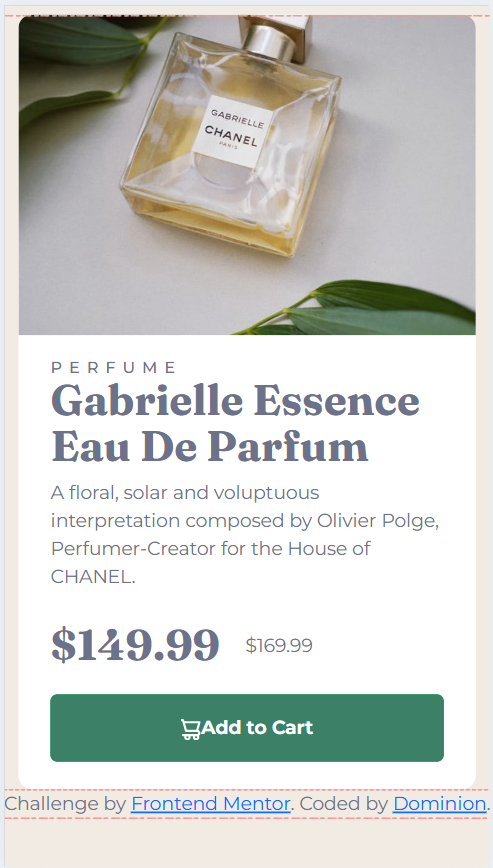 GABRIELLE
CHANEL
PARIS
PERFUME
Gabrielle Essence
Eau De Parfum
A floral, solar and voluptuous
interpretation composed by Olivier Polge,
Perfumer-Creator for the House of
CHANEL.
$149.99 $169.99
Add to Cart
Challenge by Frontend Mentor. Coded by Dominion.